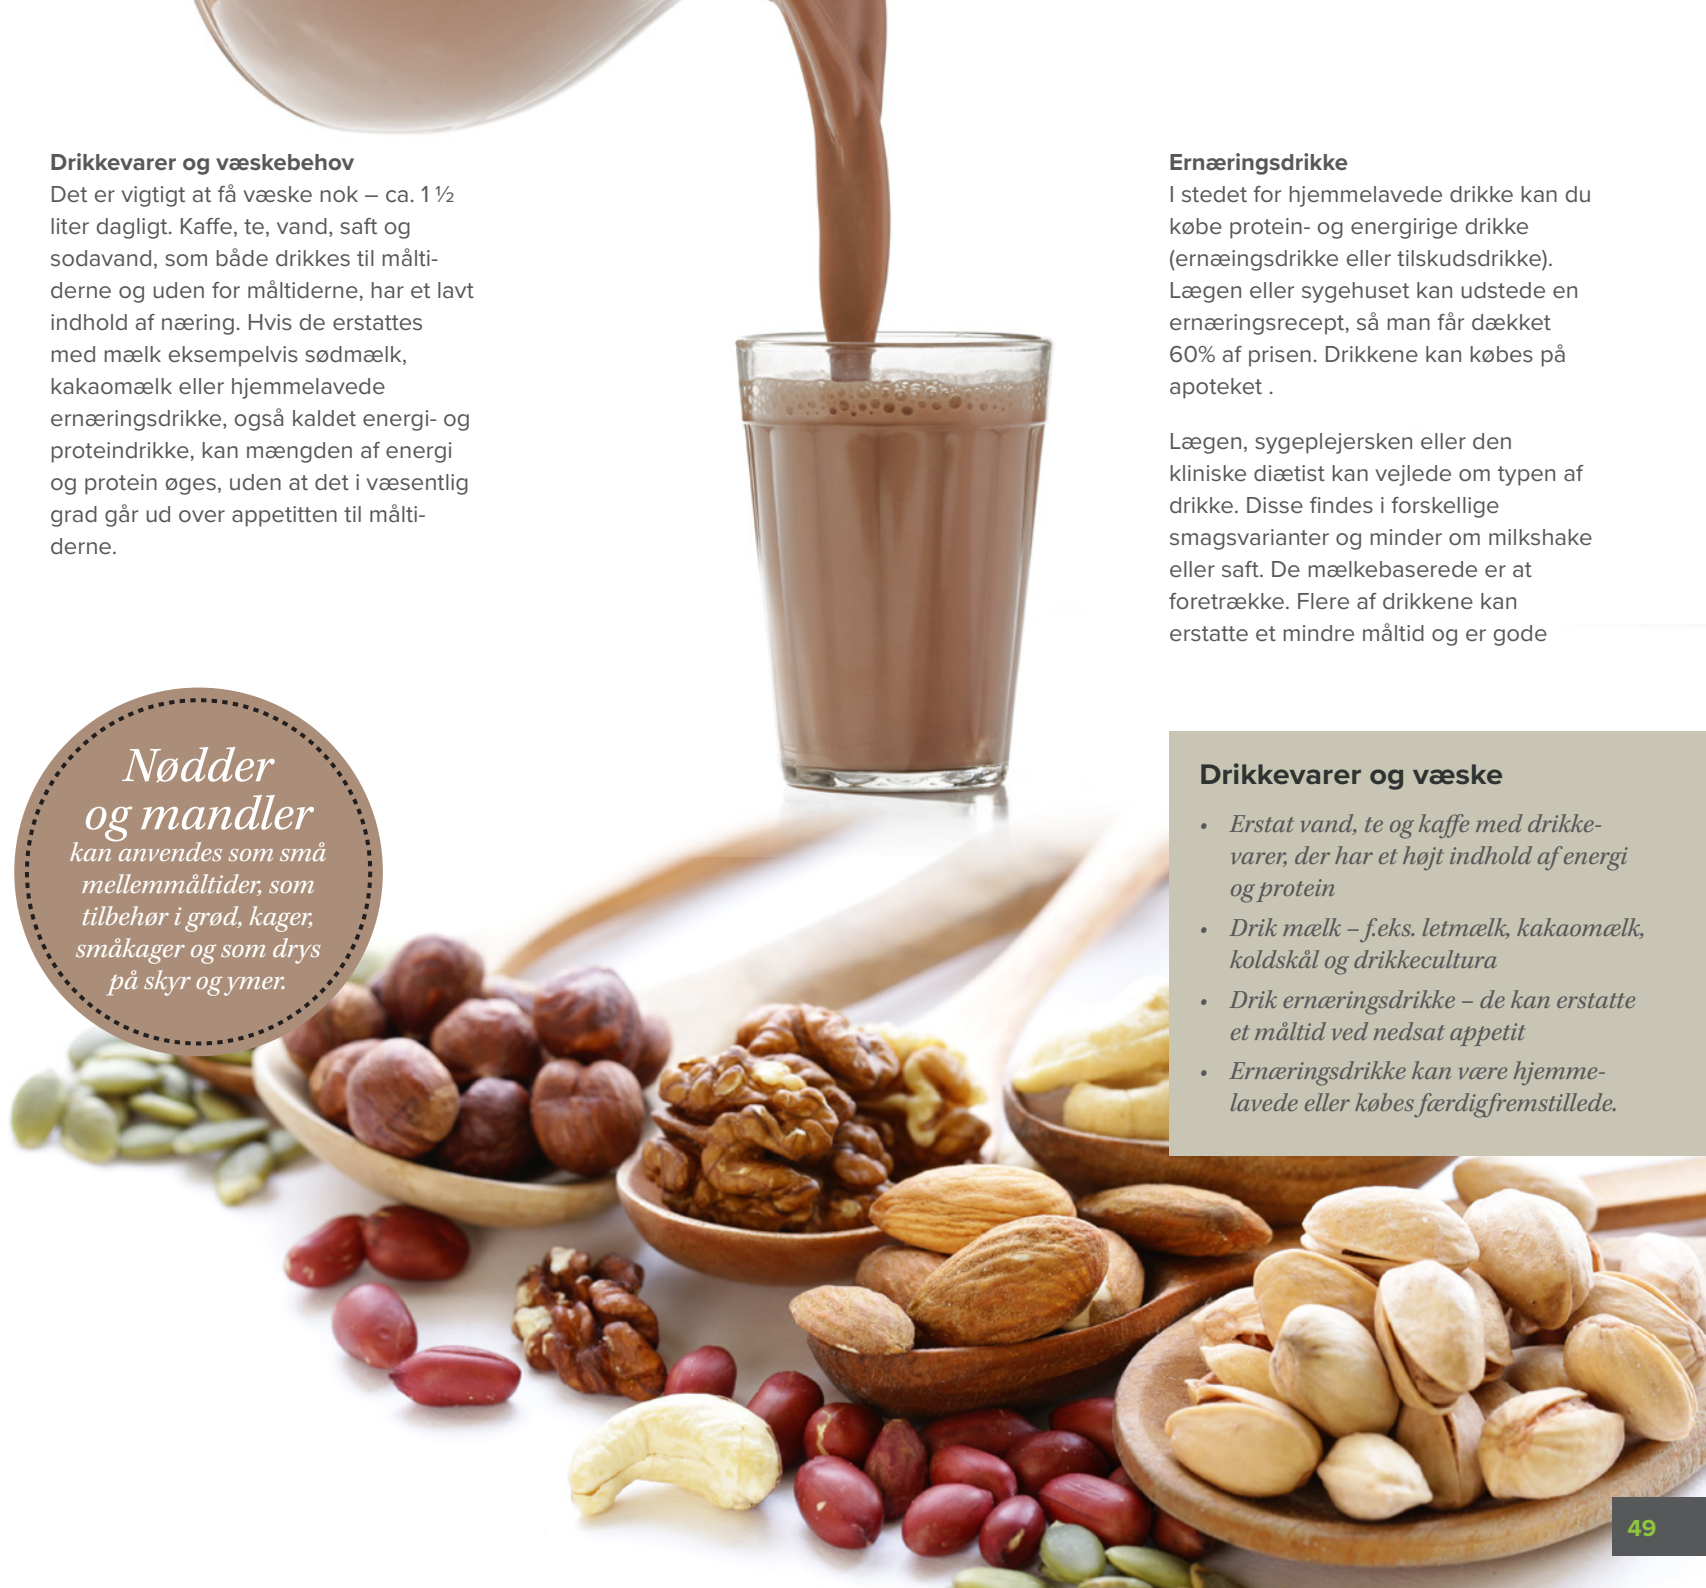 Drikkevarer og væskebehov
Det er vigtigt at få væske nok – ca. 1 ½
liter dagligt. Kaffe, te, vand, saft og
sodavand, som både drikkes til målti-
derne og uden for måltiderne, har et lavt
indhold af næring. Hvis de erstattes
med mælk eksempelvis sødmælk,
kakaomælk eller hjemmelavede
ernæringsdrikke, også kaldet energi- og
proteindrikke, kan mængden af energi
og protein øges, uden at det i væsentlig
grad går ud over appetitten til målti-
derne.
Nødder
og mandler
kan anvendes som små
mellemmåltider, som
tilbehør i grød, kager,
småkager og som drys
på skyr og ymer.
Ernæringsdrikke
I stedet for hjemmelavede drikke kan du
købe protein- og energirige drikke
(ernæingsdrikke eller tilskudsdrikke).
Lægen eller sygehuset kan udstede en
ernæringsrecept, så man får dækket
60% af prisen. Drikkene kan købes på
apoteket .
Lægen, sygeplejersken eller den
kliniske diætist kan vejlede om typen af
drikke. Disse findes i forskellige
smagsvarianter og minder om milkshake
eller saft. De mælkebaserede er at
foretrække. Flere af drikkene kan
erstatte et mindre måltid og er gode
Drikkevarer og væske
• Erstat vand, te og kaffe med drikke-
varer, der har et højt indhold af energi
og protein
• Drik mælk – f.eks. letmælk, kakaomælk,
koldskål og drikkecultura
• Drik ernæringsdrikke – de kan erstatte
et måltid ved nedsat appetit
• Ernæringsdrikke kan være hjemme-
lavede eller købes færdigfremstillede.
49